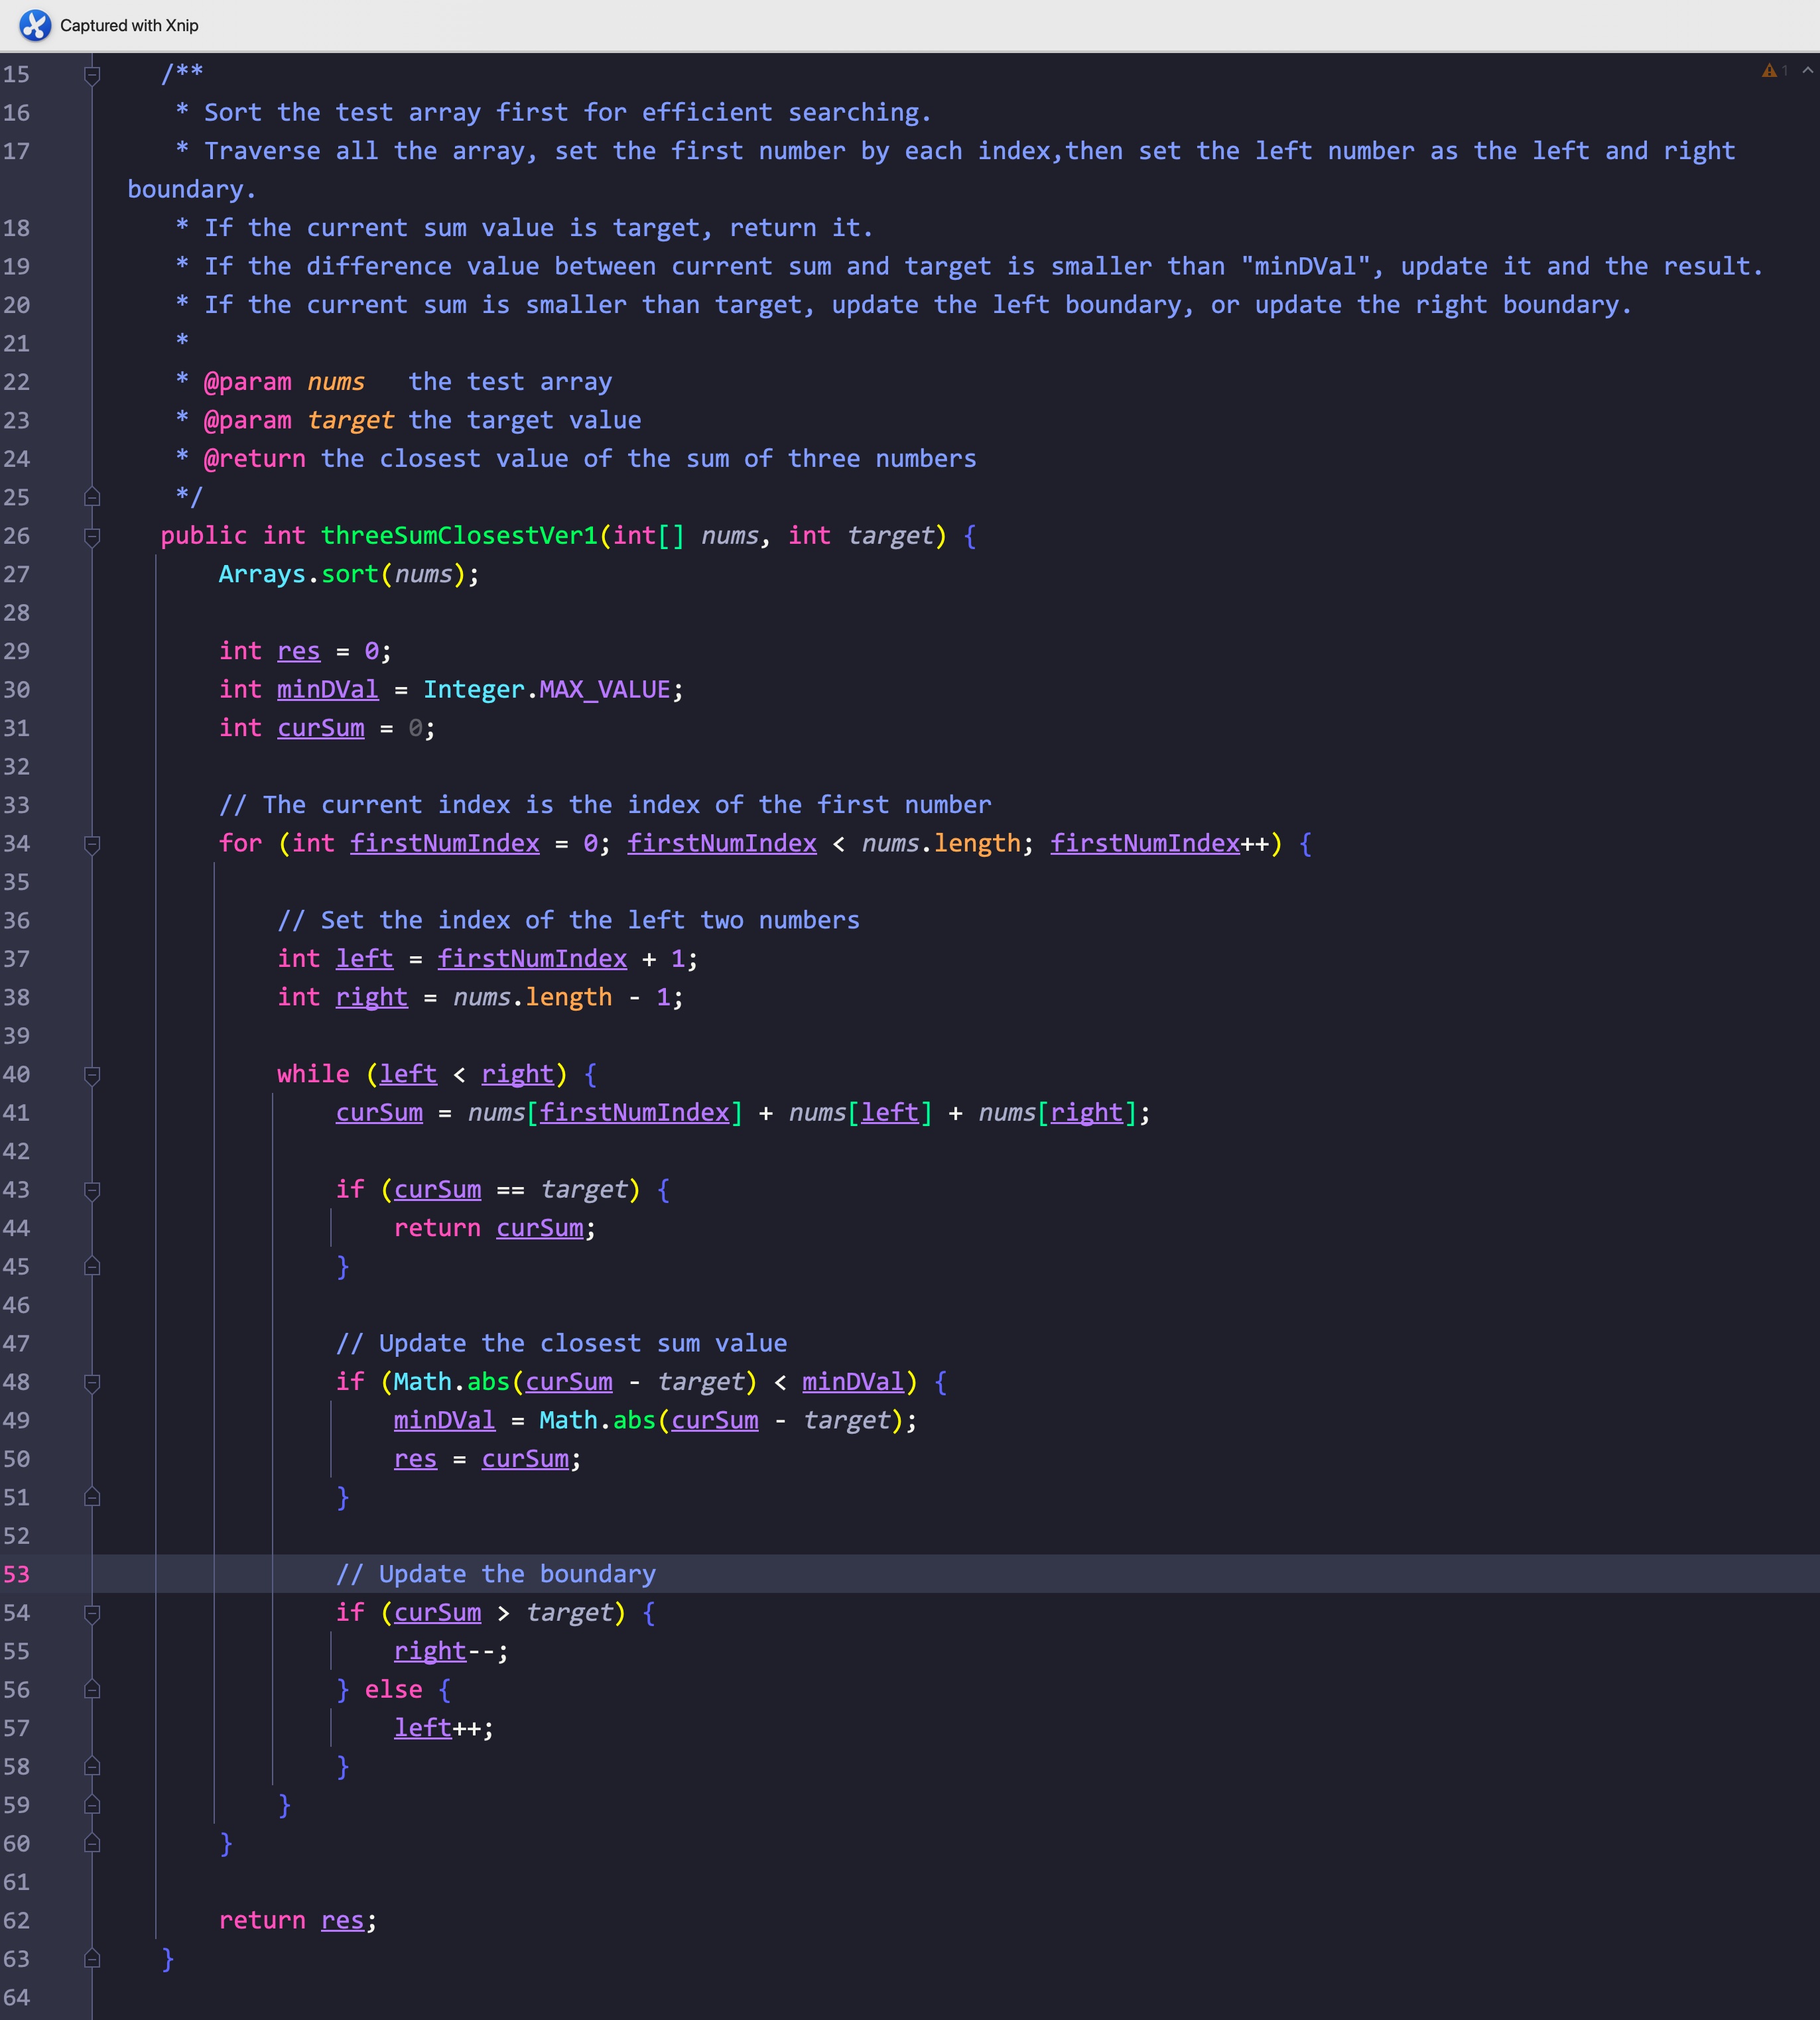 Captured with Xnip
15 /**
1
16 * Sort the test array first for efficient searching.
17 * Traverse all the array, set the first number by each index,then set the left number as the left and right
boundary.
18 * If the current sum value is target, return it.
19 * If the difference value between current sum and target is smaller than "minDVal", update it and the result.
20 * If the current sum is smaller than target, update the left boundary, or update the right boundary.
21 *
22 * @param nums   the test array
23 * @param target the target value
24 * @return the closest value of the sum of three numbers
25 */
26 public int threeSumClosestVer1(int[] nums, int target) {
27     Arrays.sort(nums);
28
29     int res = 0;
30     int minDVal = Integer.MAX_VALUE;
31     int curSum = 0;
32
33     // The current index is the index of the first number
34     for (int firstNumIndex = 0; firstNumIndex < nums.length; firstNumIndex++) {
35
36         // Set the index of the left two numbers
37         int left = firstNumIndex + 1;
38         int right = nums.length - 1;
39
40         while (left < right) {
41             curSum = nums[firstNumIndex] + nums[left] + nums[right];
42
43             if (curSum == target) {
44                 return curSum;
45             }
46
47             // Update the closest sum value
48             if (Math.abs(curSum - target) < minDVal) {
49                 minDVal = Math.abs(curSum - target);
50                 res = curSum;
51             }
52
53             // Update the boundary
54             if (curSum > target) {
55                 right--;
56             } else {
57                 left++;
58             }
59         }
60     }
61
62     return res;
63 }
64